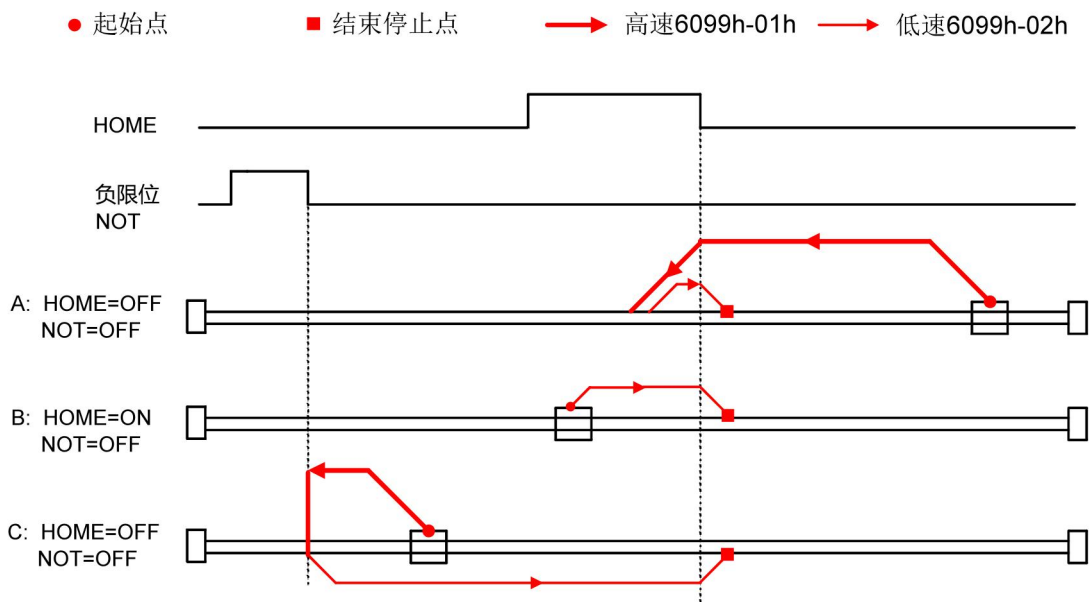 起始点
结束停止点
高速6099h-01h
低速6099h-02h
HOME
负限位
NOT
A: HOME=OFF
NOT=OFF
B: HOME=ON
NOT=OFF
C: HOME=OFF
NOT=OFF